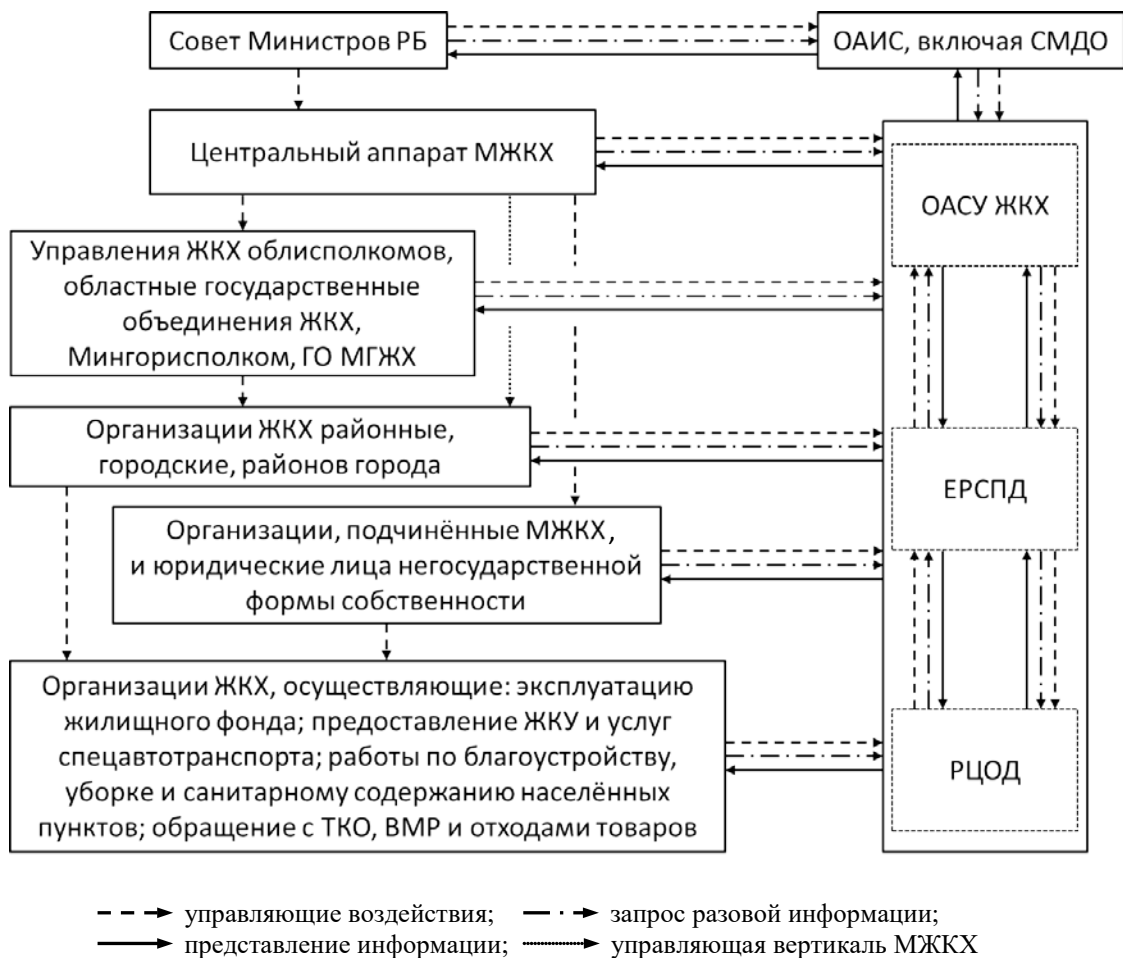 Совет Министров РБ
ОАИС, включая СМДО
Центральный аппарат МЖКХ
ОАСУ ЖКХ
Управления ЖКХ облисполкомов,
областные государственные
объединения ЖКХ,
Мингорисполком, ГО МГЖХ
Организации ЖКХ районные,
городские, районов города
ЕРСПД
Организации, подчинённые МЖКХ,
и юридические лица негосударственной
формы собственности
Организации ЖКХ, осуществляющие: эксплуатацию
жилищного фонда; предоставление ЖКУ и услуг
спецавтотранспорта; работы по благоустройству,
уборке и санитарному содержанию населённых
пунктов; обращение с ТКО, ВМР и отходами товаров
РЦОД
управляющие воздействия;
запрос разовой информации;
представление информации;
управляющая вертикаль МЖКХ